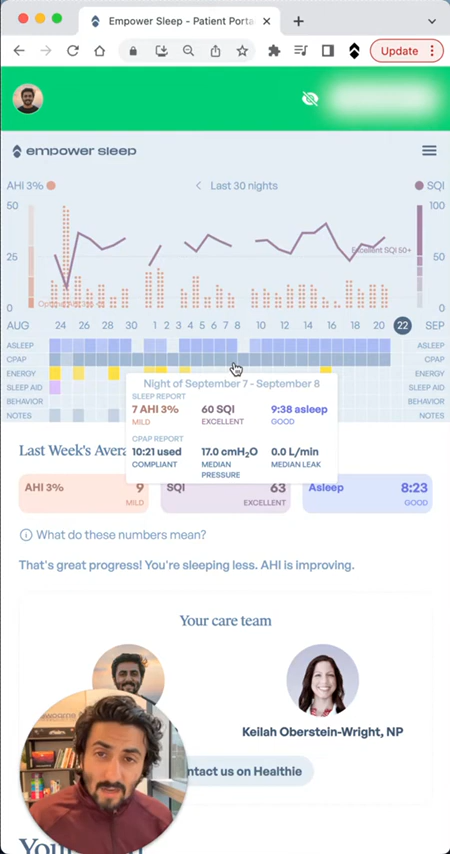 Empower Sleep - Patient Porta
Update
empower sleep
AHI 3%
Last 30 nights
SQI
50
100
25
50
Excellent SQI 50+
0
0
AUG
24
26
28
30
1
2
3
4
5
6
7
8
10
12
14
16
18
20
22
SEP
ASLEEP
ASLEEP
CPAP
CPAP
ENERGY
ENERGY
SLEEP AID
SLEEP AID
BEHAVIOR
BEHAVIOR
NOTES
NOTES
Night of September 7 - September 8
SLEEP REPORT
7 AHI 3% 60 SQI 9:38 asleep
MILD EXCELLENT GOOD
CPAP REPORT
10:21 used 17.0 cmH₂O 0.0 L/min
COMPLIANT MEDIAN PRESSURE MEDIAN LEAK
Last Week's Avera
AHI 3% 9
MILD
SQI 63
EXCELLENT
Asleep 8:23
GOOD
What do these numbers mean?
That's great progress! You're sleeping less. AHI is improving.
Your care team
Keilah Oberstein-Wright, NP
ntact us on Healthie